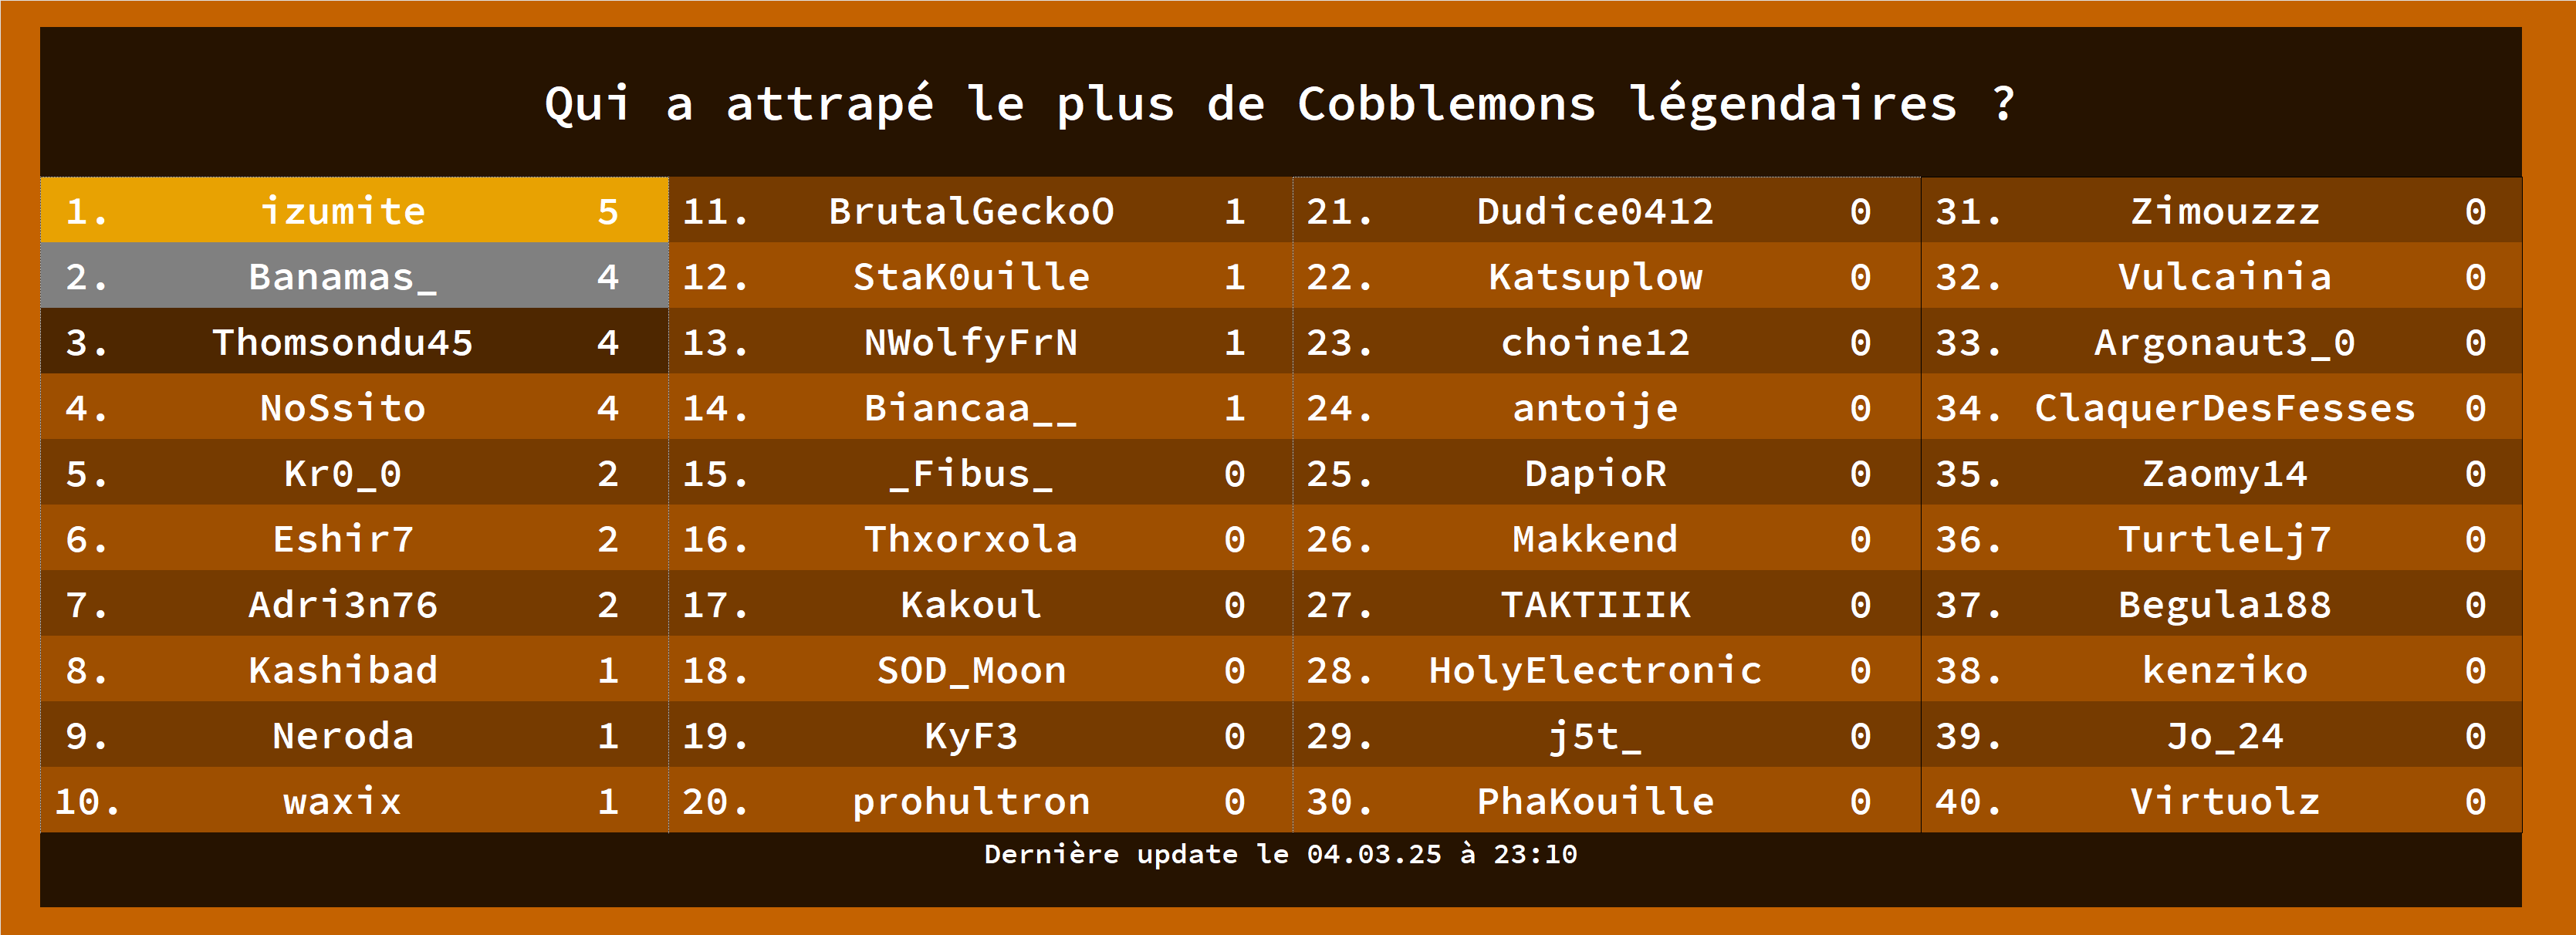 Qui a attrapé le plus de Cobblemons légendaires ?
1. izumite 5
2. Banamas_ 4
3. Thomsondu45 4
4. NoSsito 4
5. Kr0_0 2
6. Eshir7 2
7. Adri3n76 2
8. Kashibad 1
9. Neroda 1
10. waxix 1
11. BrutalGeckoO 1
12. StaK0uille 1
13. NWolfyFrN 1
14. Biancaa__ 1
15. _Fibus_ 0
16. Thxorxola 0
17. Kakoul 0
18. SOD_Moon 0
19. KyF3 0
20. prohultron 0
21. Dudice0412 0
22. Katsuplow 0
23. choine12 0
24. antoije 0
25. DapioR 0
26. Makkend 0
27. TAKTIIIK 0
28. HolyElectronic 0
29. j5t_ 0
30. PhaKouille 0
31. Zimouzzz 0
32. Vulcainia 0
33. Argonaut3_0 0
34. ClaquerDesFesses 0
35. Zaomy14 0
36. TurtleLj7 0
37. Begula188 0
38. kenziko 0
39. Jo_24 0
40. Virtuolz 0
Dernière update le 04.03.25 à 23:10